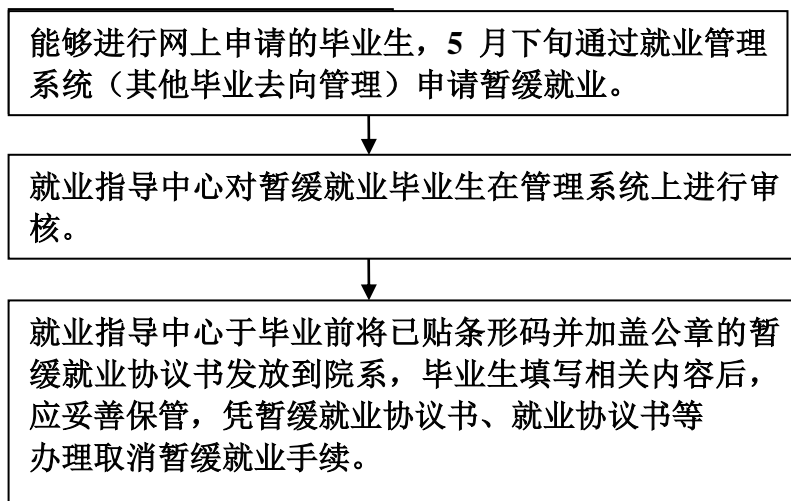 能够进行网上申请的毕业生，5 月下旬通过就业管理
系统（其他毕业去向管理）申请暂缓就业。
就业指导中心对暂缓就业毕业生在管理系统上进行审
核。
就业指导中心于毕业前将已贴条形码并加盖公章的暂
缓就业协议书发放到院系，毕业生填写相关内容后，
应妥善保管，凭暂缓就业协议书、就业协议书等
办理取消暂缓就业手续。